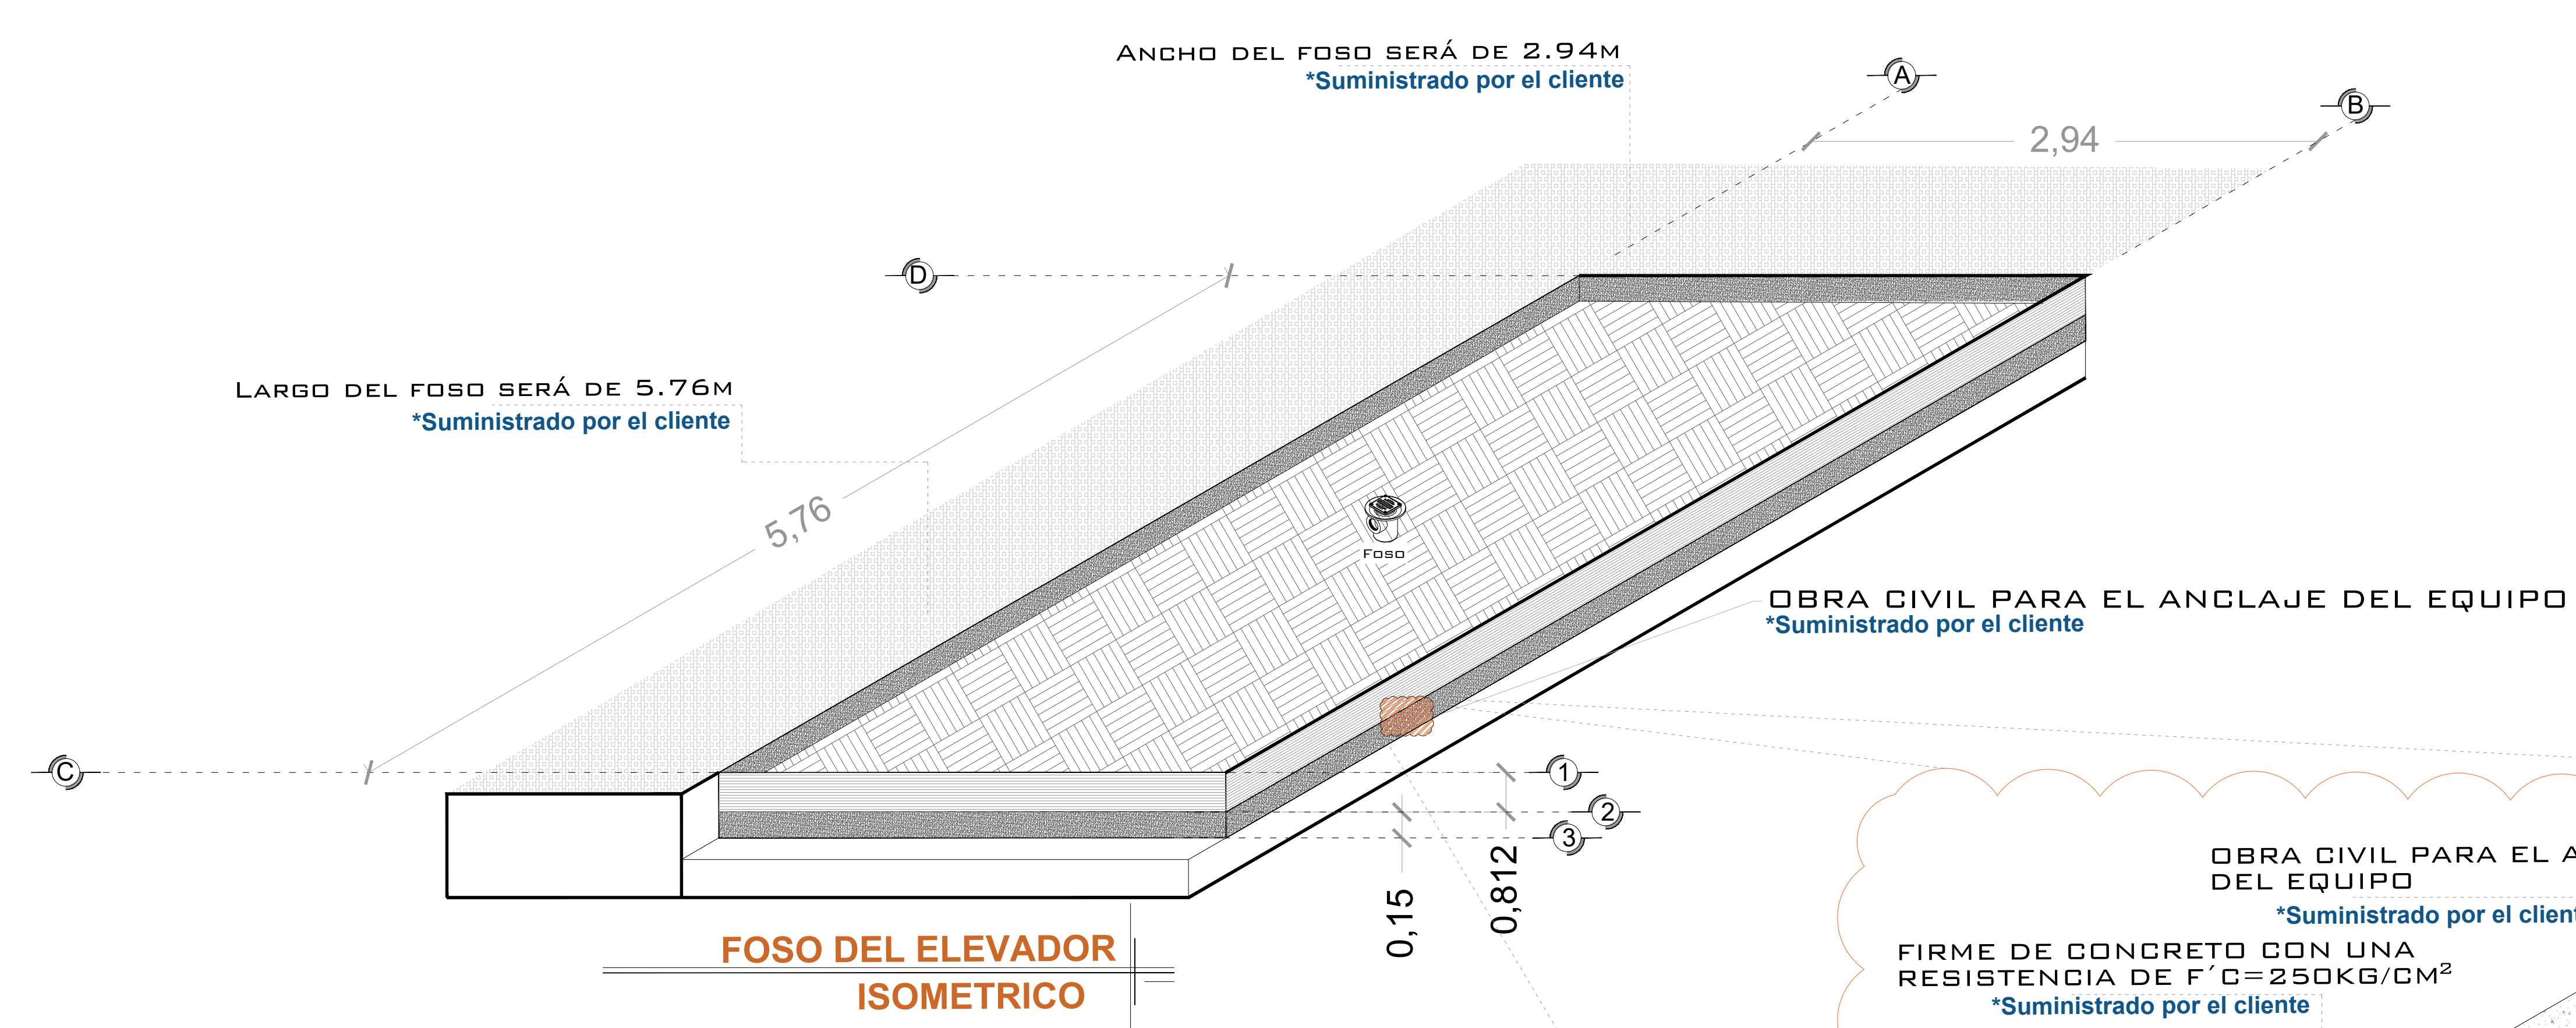 ANCHO DEL FOSO SERÁ DE 2.94M
*Suministrado por el cliente
A
B
2,94
D
LARGO DEL FOSO SERÁ DE 5.76M
*Suministrado por el cliente
5,76
FOSO
OBRA CIVIL PARA EL ANCLAJE DEL EQUIPO
*Suministrado por el cliente
C
1
2
3
0,15
0,812
OBRA CIVIL PARA EL
DEL EQUIPO
*Suministrado por el
FIRME DE CONCRETO CON UNA
RESISTENCIA DE F´C=250KG/CM²
*Suministrado por el cliente
FOSO DEL ELEVADOR
ISOMETRICO